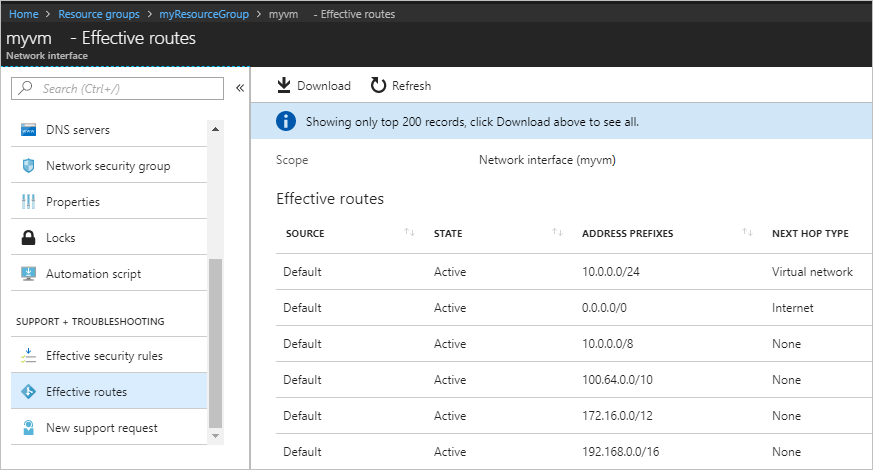 Home > Resource groups > myResourceGroup > myvm - Effective routes
myvm - Effective routes
Network interface
Search (Ctrl+/)
«
DNS servers
Network security group
Properties
Locks
Automation script
SUPPORT + TROUBLESHOOTING
Effective security rules
Effective routes
New support request
Download Refresh
Showing only top 200 records, click Download above to see all.
Scope Network interface (myvm)
Effective routes
SOURCE STATE ADDRESS PREFIXES NEXT HOP TYPE
Default Active 10.0.0.0/24 Virtual network
Default Active 0.0.0.0/0 Internet
Default Active 10.0.0.0/8 None
Default Active 100.64.0.0/10 None
Default Active 172.16.0.0/12 None
Default Active 192.168.0.0/16 None